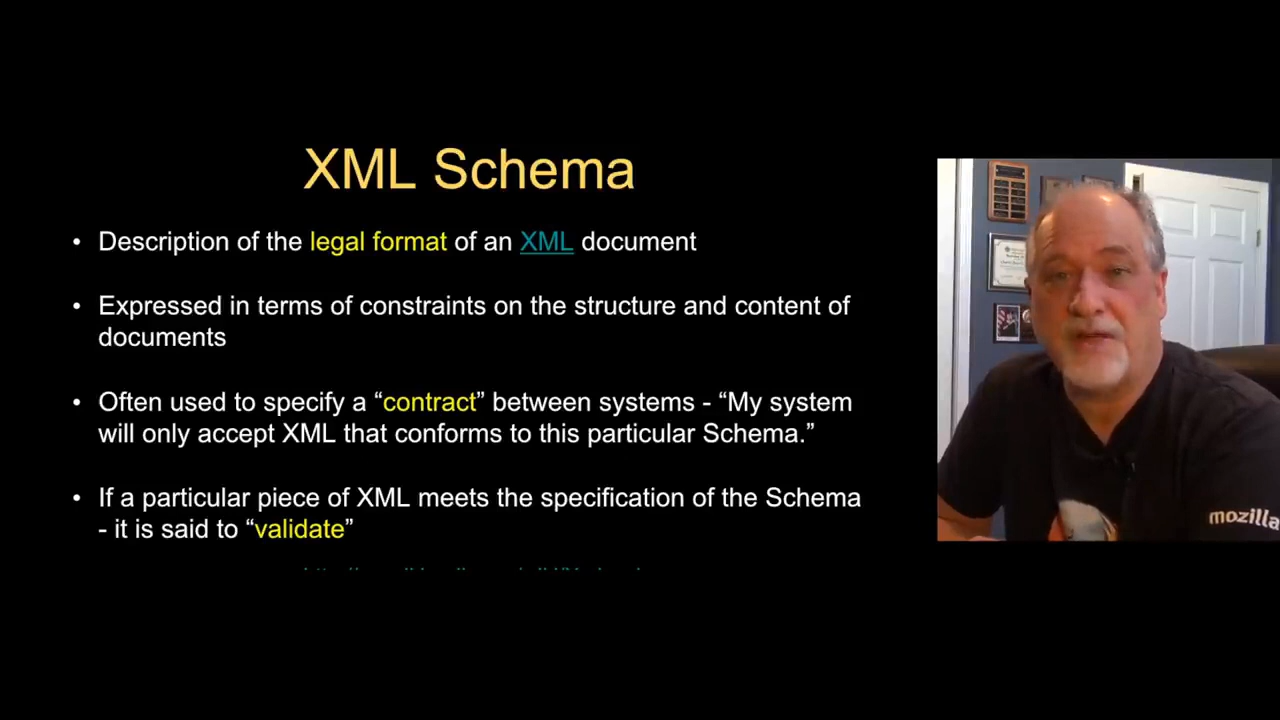 XML Schema
• Description of the legal format of an XML document
• Expressed in terms of constraints on the structure and content of
documents
• Often used to specify a “contract” between systems - “My system
will only accept XML that conforms to this particular Schema.”
• If a particular piece of XML meets the specification of the Schema
- it is said to “validate”
mozilla